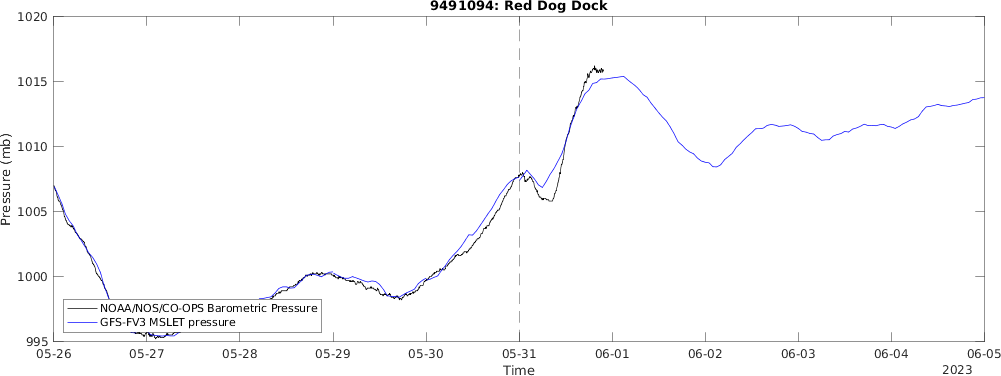 9491094: Red Dog Dock
1020
1015
1010
1005
1000
995
Pressure (mb)
NOAA/NOS/CO-OPS Barometric Pressure
GFS-FV3 MSLET pressure
05-26 05-27 05-28 05-29 05-30 05-31 06-01 06-02 06-03 06-04 06-05
Time
2023